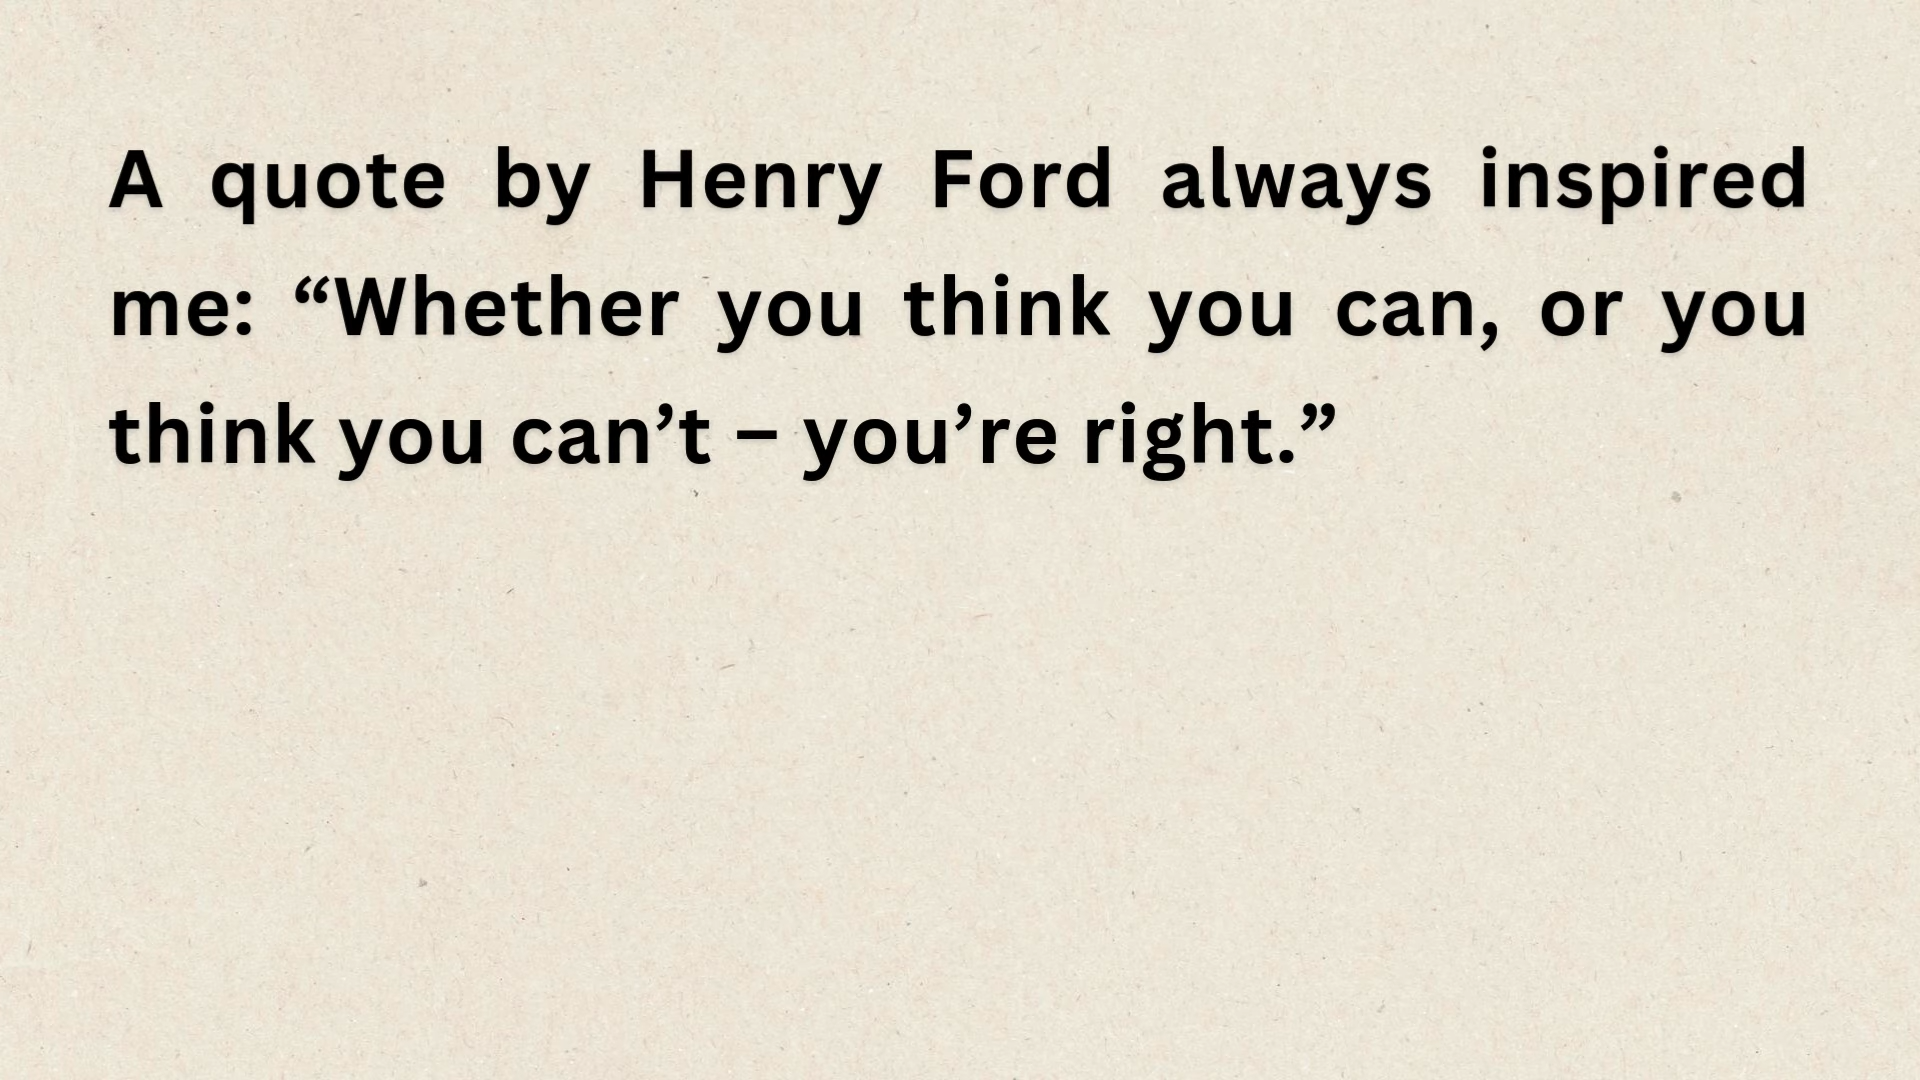 A quote by Henry Ford always inspired
me: “Whether you think you can, or you
think you can’t – you’re right.”